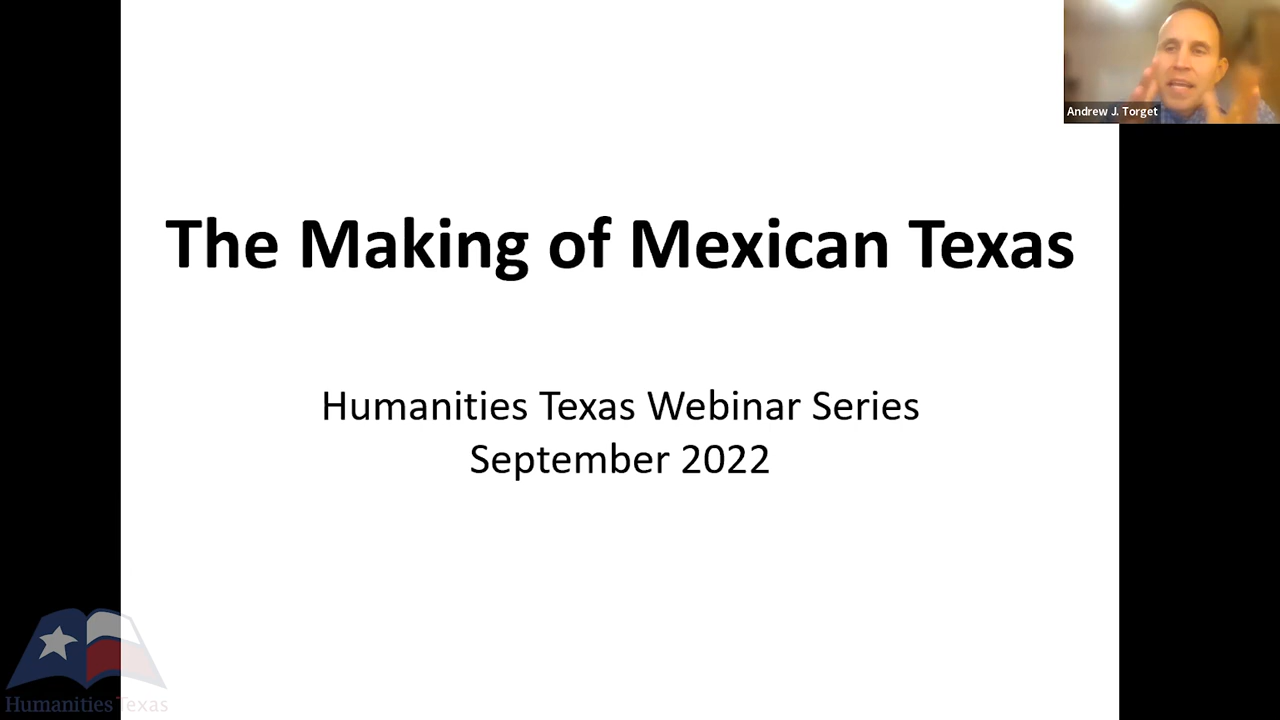 Andrew J. Torget
The Making of Mexican Texas
Humanities Texas Webinar Series
September 2022
Humanities Texas